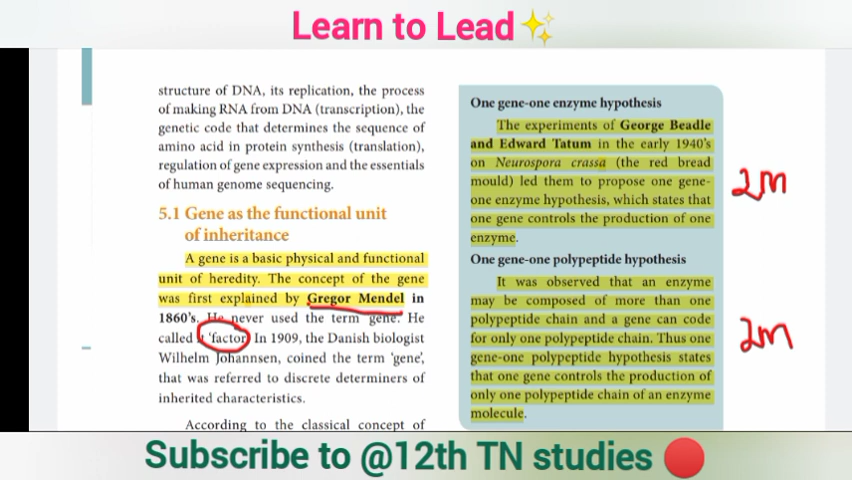 Learn to Lead✨
structure of DNA, its replication, the process
of making RNA from DNA (transcription), the
genetic code that determines the sequence of
amino acid in protein synthesis (translation),
regulation of gene expression and the essentials
of human genome sequencing.
5.1 Gene as the functional unit
of inheritance
A gene is a basic physical and functional
unit of heredity. The concept of the gene
was first explained by Gregor Mendel in
1860's. He never used the term gene. He
called it 'factor'. In 1909, the Danish biologist
Wilhelm Johannsen, coined the term 'gene',
that was referred to discrete determiners of
inherited characteristics.
According to the classical concept of
One gene-one enzyme hypothesis
The experiments of George Beadle
and Edward Tatum in the early 1940's
on Neurospora crassa (the red bread
mould) led them to propose one gene-
one enzyme hypothesis, which states that
one gene controls the production of one
enzyme.
2m
One gene-one polypeptide hypothesis
It was observed that an enzyme
may be composed of more than one
polypeptide chain and a gene can code
for only one polypeptide chain. Thus one
gene-one polypeptide hypothesis states
that one gene controls the production of
only one polypeptide chain of an enzyme
molecule.
2m
Subscribe to @12th TN studies 🔴